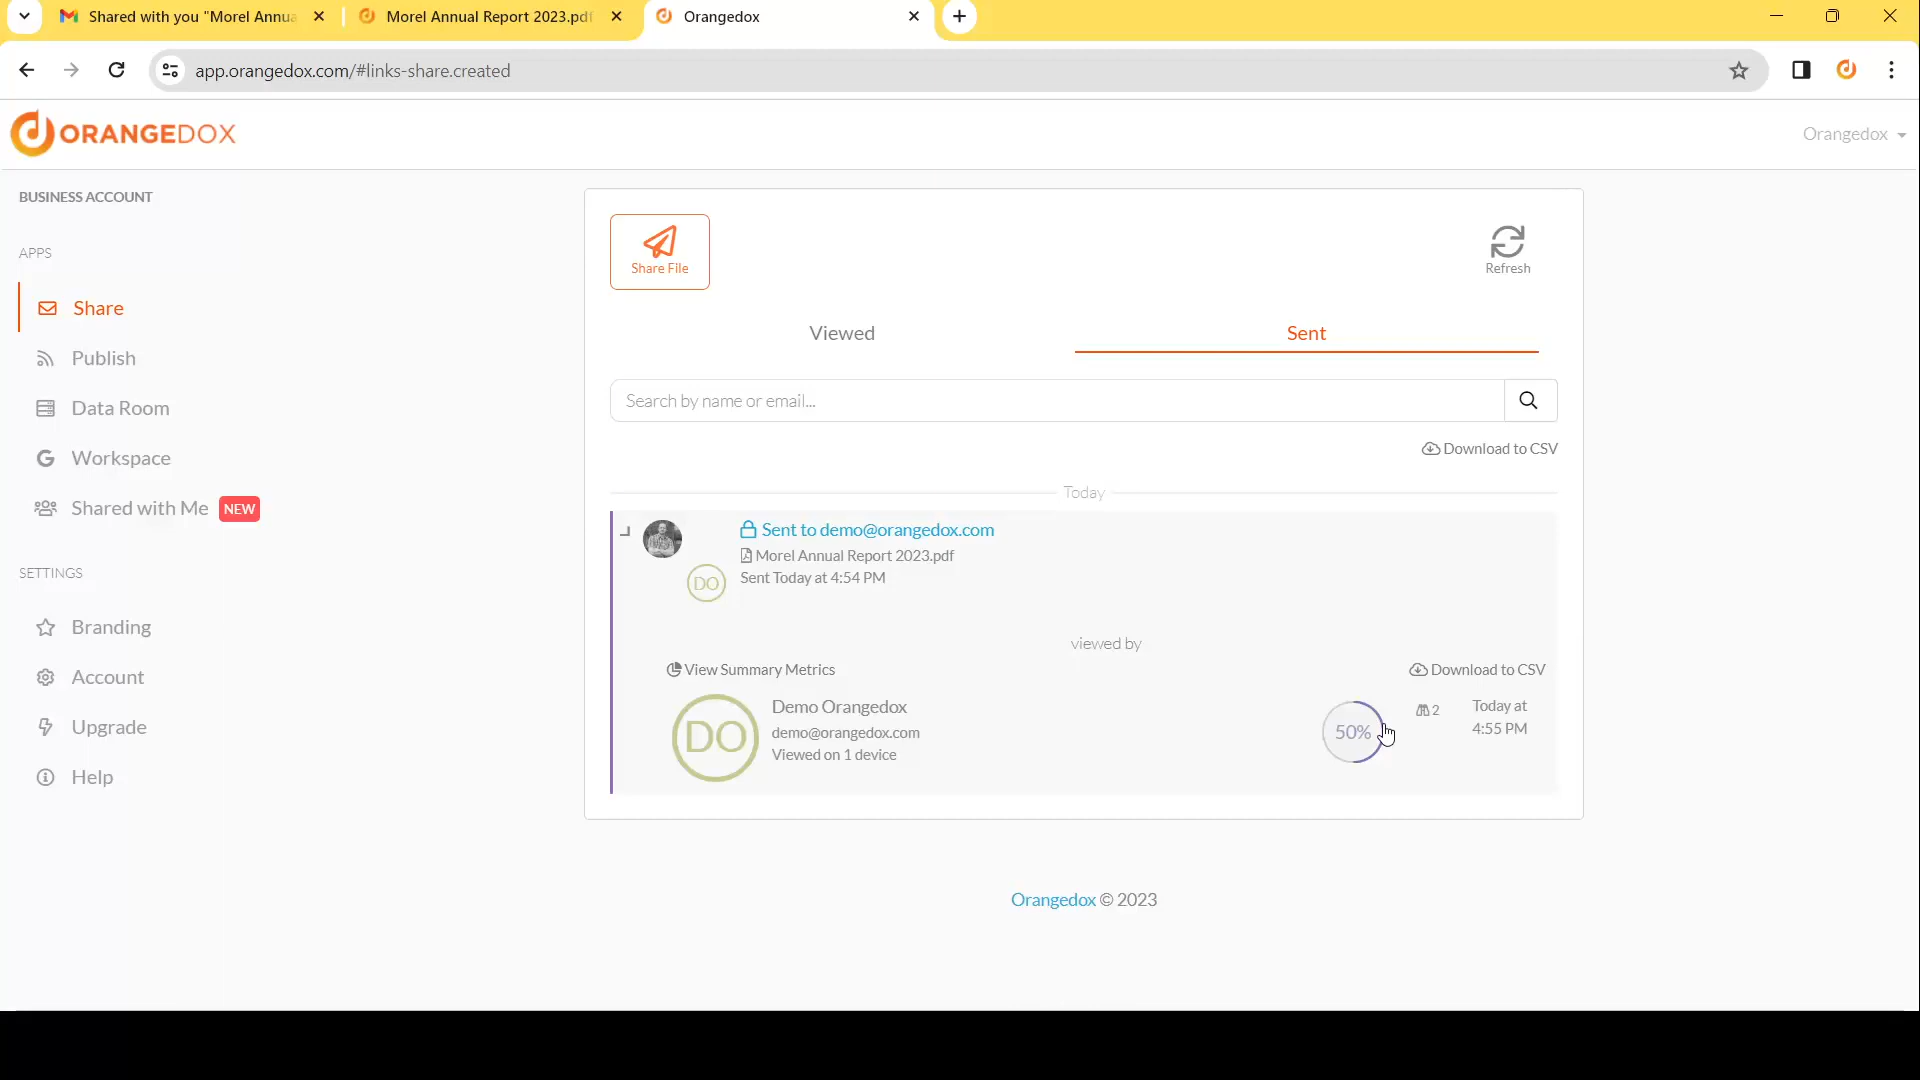 Shared with you "Morel Annua
Morel Annual Report 2023.pdf
Orangedox
app.orangedox.com/#links-share.created
ORANGEDOX
Orangedox
BUSINESS ACCOUNT
APPS
Share
Publish
Data Room
Workspace
Shared with Me NEW
SETTINGS
Branding
Account
Upgrade
Help
Share File
Refresh
Viewed
Sent
Search by name or email...
Download to CSV
Today
Sent to demo@orangedox.com
Morel Annual Report 2023.pdf
DO
Sent Today at 4:54 PM
viewed by
View Summary Metrics
Download to CSV
DO
Demo Orangedox
demo@orangedox.com
Viewed on 1 device
50%
2
Today at
4:55 PM
Orangedox © 2023